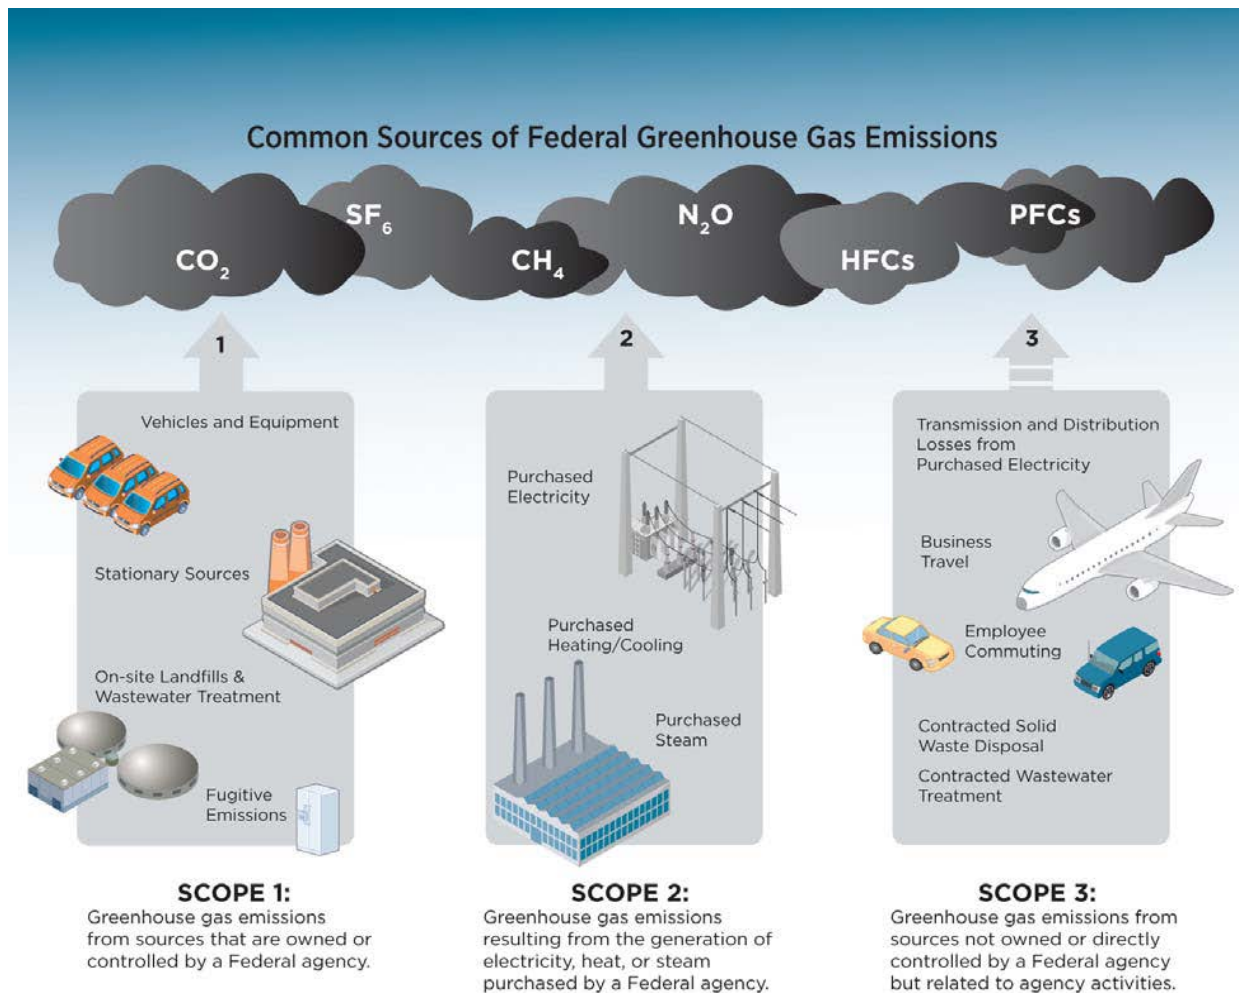 Common Sources of Federal Greenhouse Gas Emissions
CO₂
SF₆
CH₄
N₂O
HFCs
PFCs
1
Vehicles and Equipment
Stationary Sources
On-site Landfills &
Wastewater Treatment
Fugitive
Emissions
SCOPE 1:
Greenhouse gas emissions
from sources that are owned or
controlled by a Federal agency.
2
Purchased
Electricity
Purchased
Heating/Cooling
Purchased
Steam
SCOPE 2:
Greenhouse gas emissions
resulting from the generation of
electricity, heat, or steam
purchased by a Federal agency.
3
Transmission and Distribution
Losses from
Purchased Electricity
Business
Travel
Employee
Commuting
Contracted Solid
Waste Disposal
Contracted Wastewater
Treatment
SCOPE 3:
Greenhouse gas emissions from
sources not owned or directly
controlled by a Federal agency
but related to agency activities.